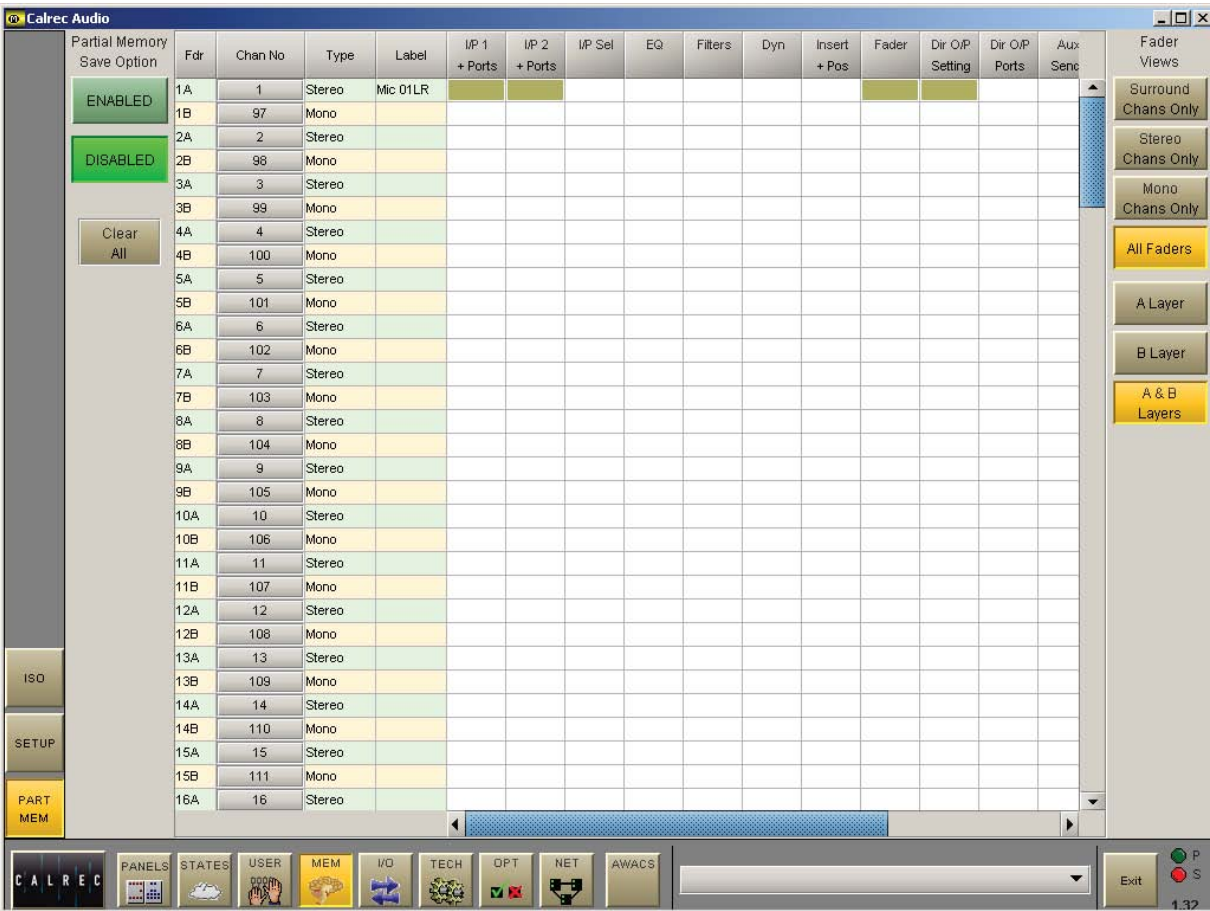 Calrec Audio
Partial Memory
Save Option
ENABLED
DISABLED
Clear
All
Fdr Chan No Type Label I/P 1 + Ports I/P 2 + Ports I/P Sel EQ Filters Dyn Insert + Pos Fader Dir O/P Setting Dir O/P Ports Aux Send
1A 1 Stereo Mic 01LR
1B 97 Mono
2A 2 Stereo
2B 98 Mono
3A 3 Stereo
3B 99 Mono
4A 4 Stereo
4B 100 Mono
5A 5 Stereo
5B 101 Mono
6A 6 Stereo
6B 102 Mono
7A 7 Stereo
7B 103 Mono
8A 8 Stereo
8B 104 Mono
9A 9 Stereo
9B 105 Mono
10A 10 Stereo
10B 106 Mono
11A 11 Stereo
11B 107 Mono
12A 12 Stereo
12B 108 Mono
13A 13 Stereo
13B 109 Mono
14A 14 Stereo
14B 110 Mono
15A 15 Stereo
15B 111 Mono
16A 16 Stereo
Fader
Views
Surround
Chans Only
Stereo
Chans Only
Mono
Chans Only
All Faders
A Layer
B Layer
A & B
Layers
ISO
SETUP
PART
MEM
CALREC
PANELS STATES USER MEM I/O TECH OPT NET AWACS
Exit
P
S
1.32